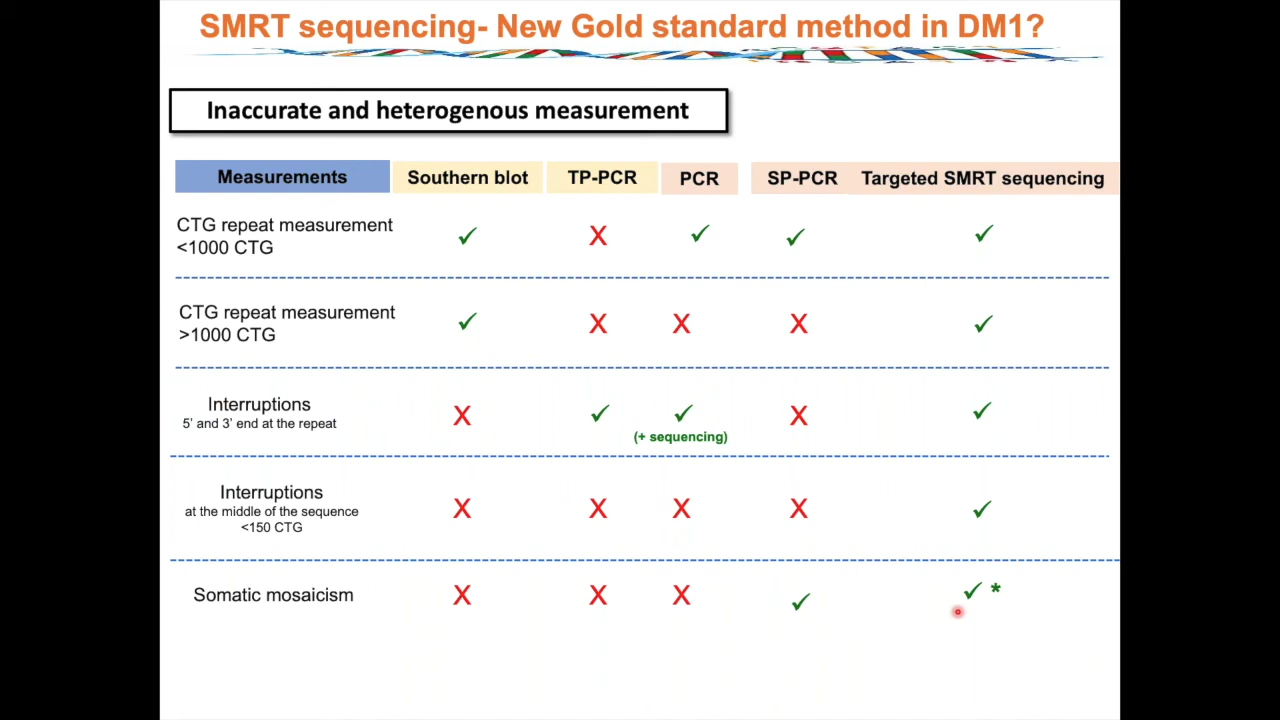 SMRT sequencing- New Gold standard method in DM1?
Inaccurate and heterogenous measurement
Measurements Southern blot TP-PCR PCR SP-PCR Targeted SMRT sequencing
CTG repeat measurement
<1000 CTG ✓ X ✓ ✓ ✓
CTG repeat measurement
>1000 CTG ✓ X X X ✓
Interruptions
5’ and 3’ end at the repeat X ✓ ✓ X ✓
(+ sequencing)
Interruptions
at the middle of the sequence X X X X ✓
<150 CTG
Somatic mosaicism X X X ✓ ✓ *